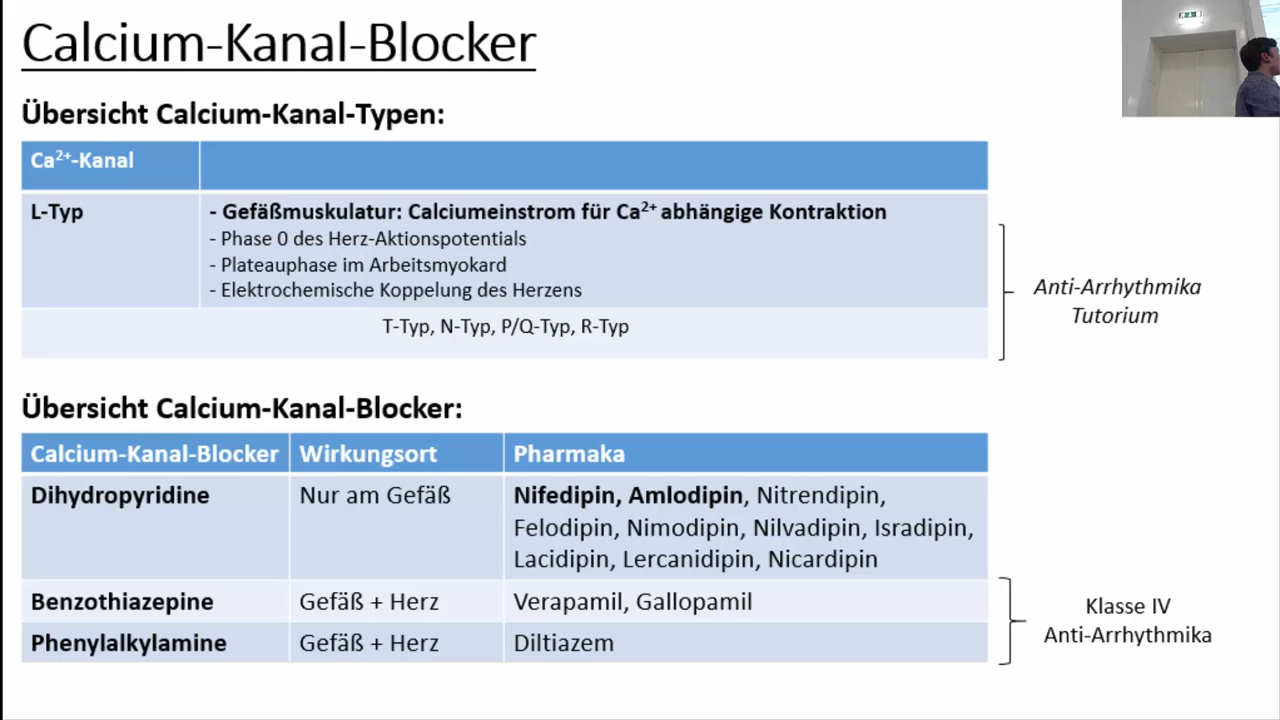 Calcium-Kanal-Blocker
Übersicht Calcium-Kanal-Typen:
Ca²⁺-Kanal
L-Typ
- Gefäßmuskulatur: Calciumeinstrom für Ca²⁺ abhängige Kontraktion
- Phase 0 des Herz-Aktionspotentials
- Plateauphase im Arbeitsmyokard
- Elektrochemische Koppelung des Herzens
T-Typ, N-Typ, P/Q-Typ, R-Typ
Anti-Arrhythmika
Tutorium
Übersicht Calcium-Kanal-Blocker:
Calcium-Kanal-Blocker Wirkungsort Pharmaka
Dihydropyridine Nur am Gefäß Nifedipin, Amlodipin, Nitrendipin,
Felodipin, Nimodipin, Nilvadipin, Isradipin,
Lacidipin, Lercanidipin, Nicardipin
Benzothiazepine Gefäß + Herz Verapamil, Gallopamil
Phenylalkylamine Gefäß + Herz Diltiazem
Klasse IV
Anti-Arrhythmika